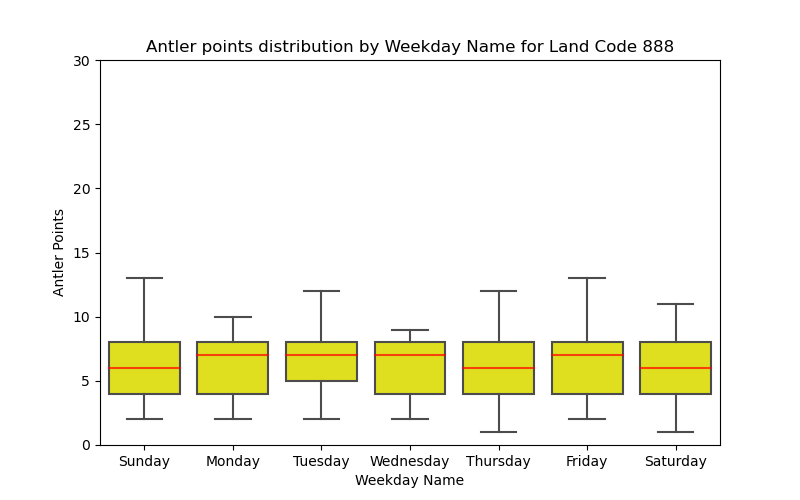 Antler points distribution by Weekday Name for Land Code 888
30
25
20
15
10
5
0
Antler Points
Sunday Monday Tuesday Wednesday Thursday Friday Saturday
Weekday Name